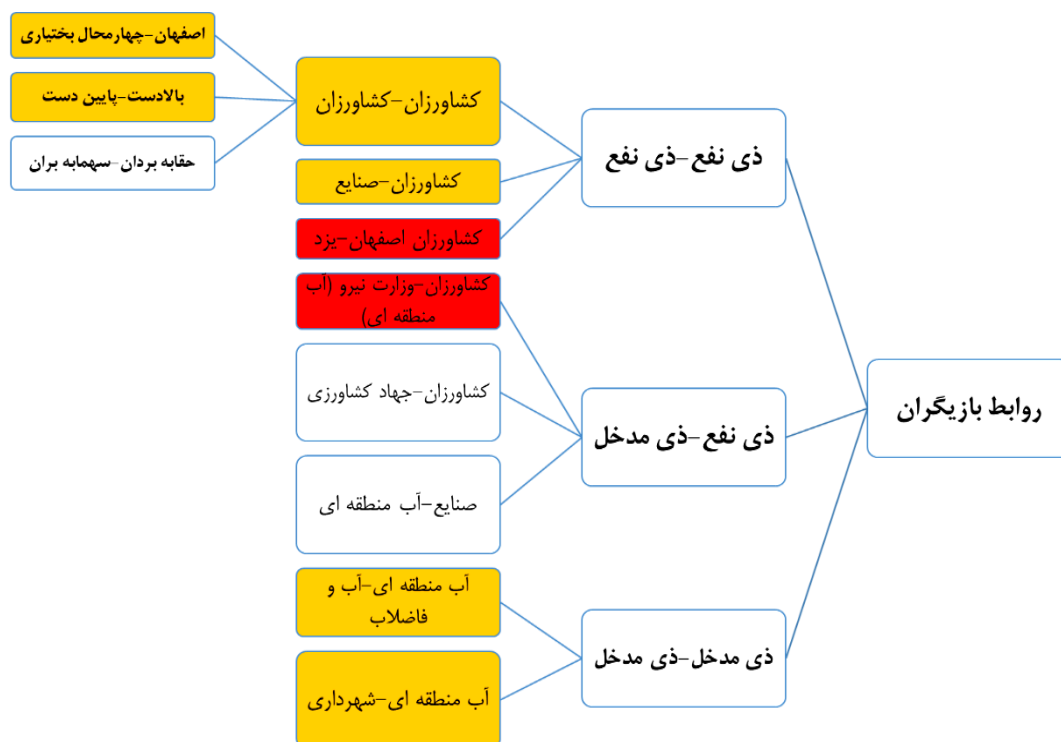 روابط بازیگران
ذی نفع-ذی نفع
کشاورزان-کشاورزان
اصفهان-چهارمحال بختیاری
بالادست-پایین دست
حقابه بردان-سهمابه بران
کشاورزان-صنایع
کشاورزان اصفهان-یزد
ذی نفع-ذی مدخل
کشاورزان-وزارت نیرو (آب
منطقه ای)
کشاورزان-جهاد کشاورزی
صنایع-آب منطقه ای
ذی مدخل-ذی مدخل
آب منطقه ای-آب و
فاضلاب
آب منطقه ای-شهرداری